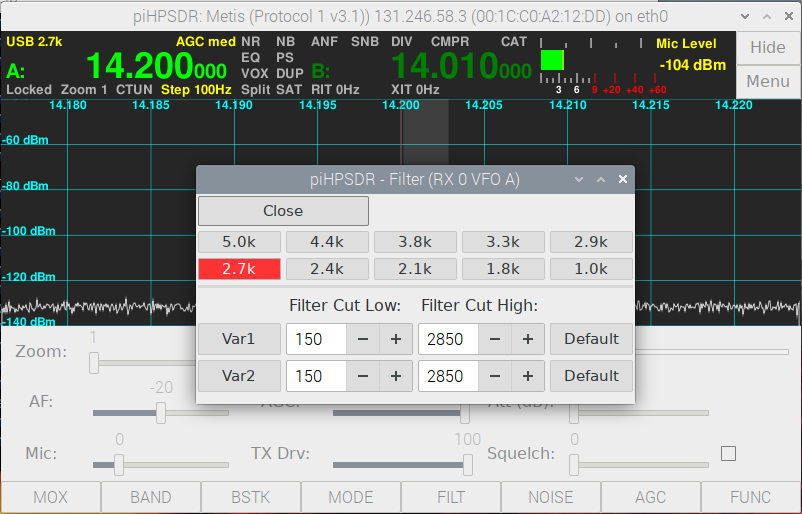 piHPSDR: Metis (Protocol 1 v3.1)) 131.246.58.3 (00:1C:C0:A2:12:DD) on eth0
USB 2.7k AGC med NR NB ANF SNB DIV CMPR CAT Mic Level Hide
A: 14.200000 EQ PS B: 14.010000 -104 dBm
VOX DUP Menu
Locked Zoom 1 CTUN Step 100Hz Split SAT RIT 0Hz XIT 0Hz 3 6 9 +20 +40 +60
14.180 14.185 14.190 14.195 14.200 14.205 14.210 14.215 14.220
-60 dBm
-80 dBm
-100 dBm
-120 dBm
-140 dBm
piHPSDR - Filter (RX 0 VFO A)
Close
5.0k 4.4k 3.8k 3.3k 2.9k
2.7k 2.4k 2.1k 1.8k 1.0k
Filter Cut Low: Filter Cut High:
Var1 150 − + 2850 − + Default
Var2 150 − + 2850 − + Default
Zoom: 1
AF: -20
Mic: 0 TX Drv: 100 Squelch: 0
MOX BAND BSTK MODE FILT NOISE AGC FUNC